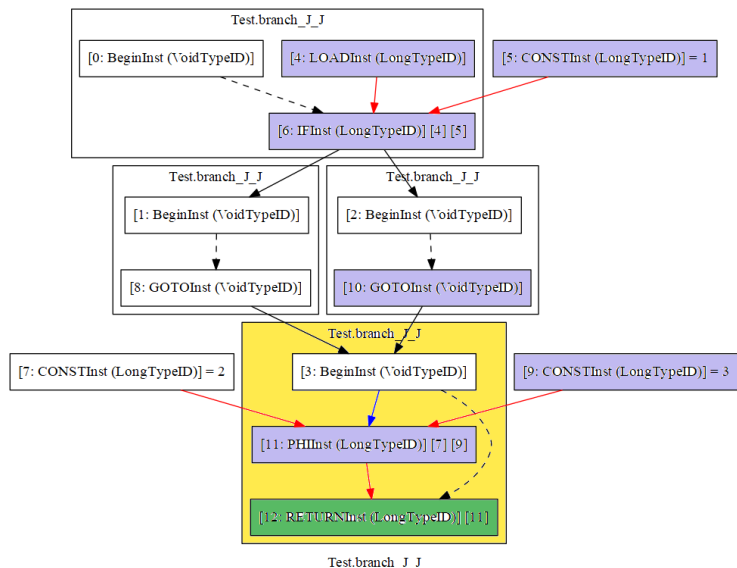 Test.branch_J_J
[0: BeginInst (VoidTypeID)]
[4: LOADInst (LongTypeID)]
[5: CONSTInst (LongTypeID)] = 1
[6: IFInst (LongTypeID)] [4] [5]
Test.branch_J_J
Test.branch_J_J
[1: BeginInst (VoidTypeID)]
[2: BeginInst (VoidTypeID)]
[8: GOTOInst (VoidTypeID)]
[10: GOTOInst (VoidTypeID)]
Test.branch_J_J
[7: CONSTInst (LongTypeID)] = 2
[3: BeginInst (VoidTypeID)]
[9: CONSTInst (LongTypeID)] = 3
[11: PHIInst (LongTypeID)] [7] [9]
[12: RETURNInst (LongTypeID)] [11]
Test.branch_J_J